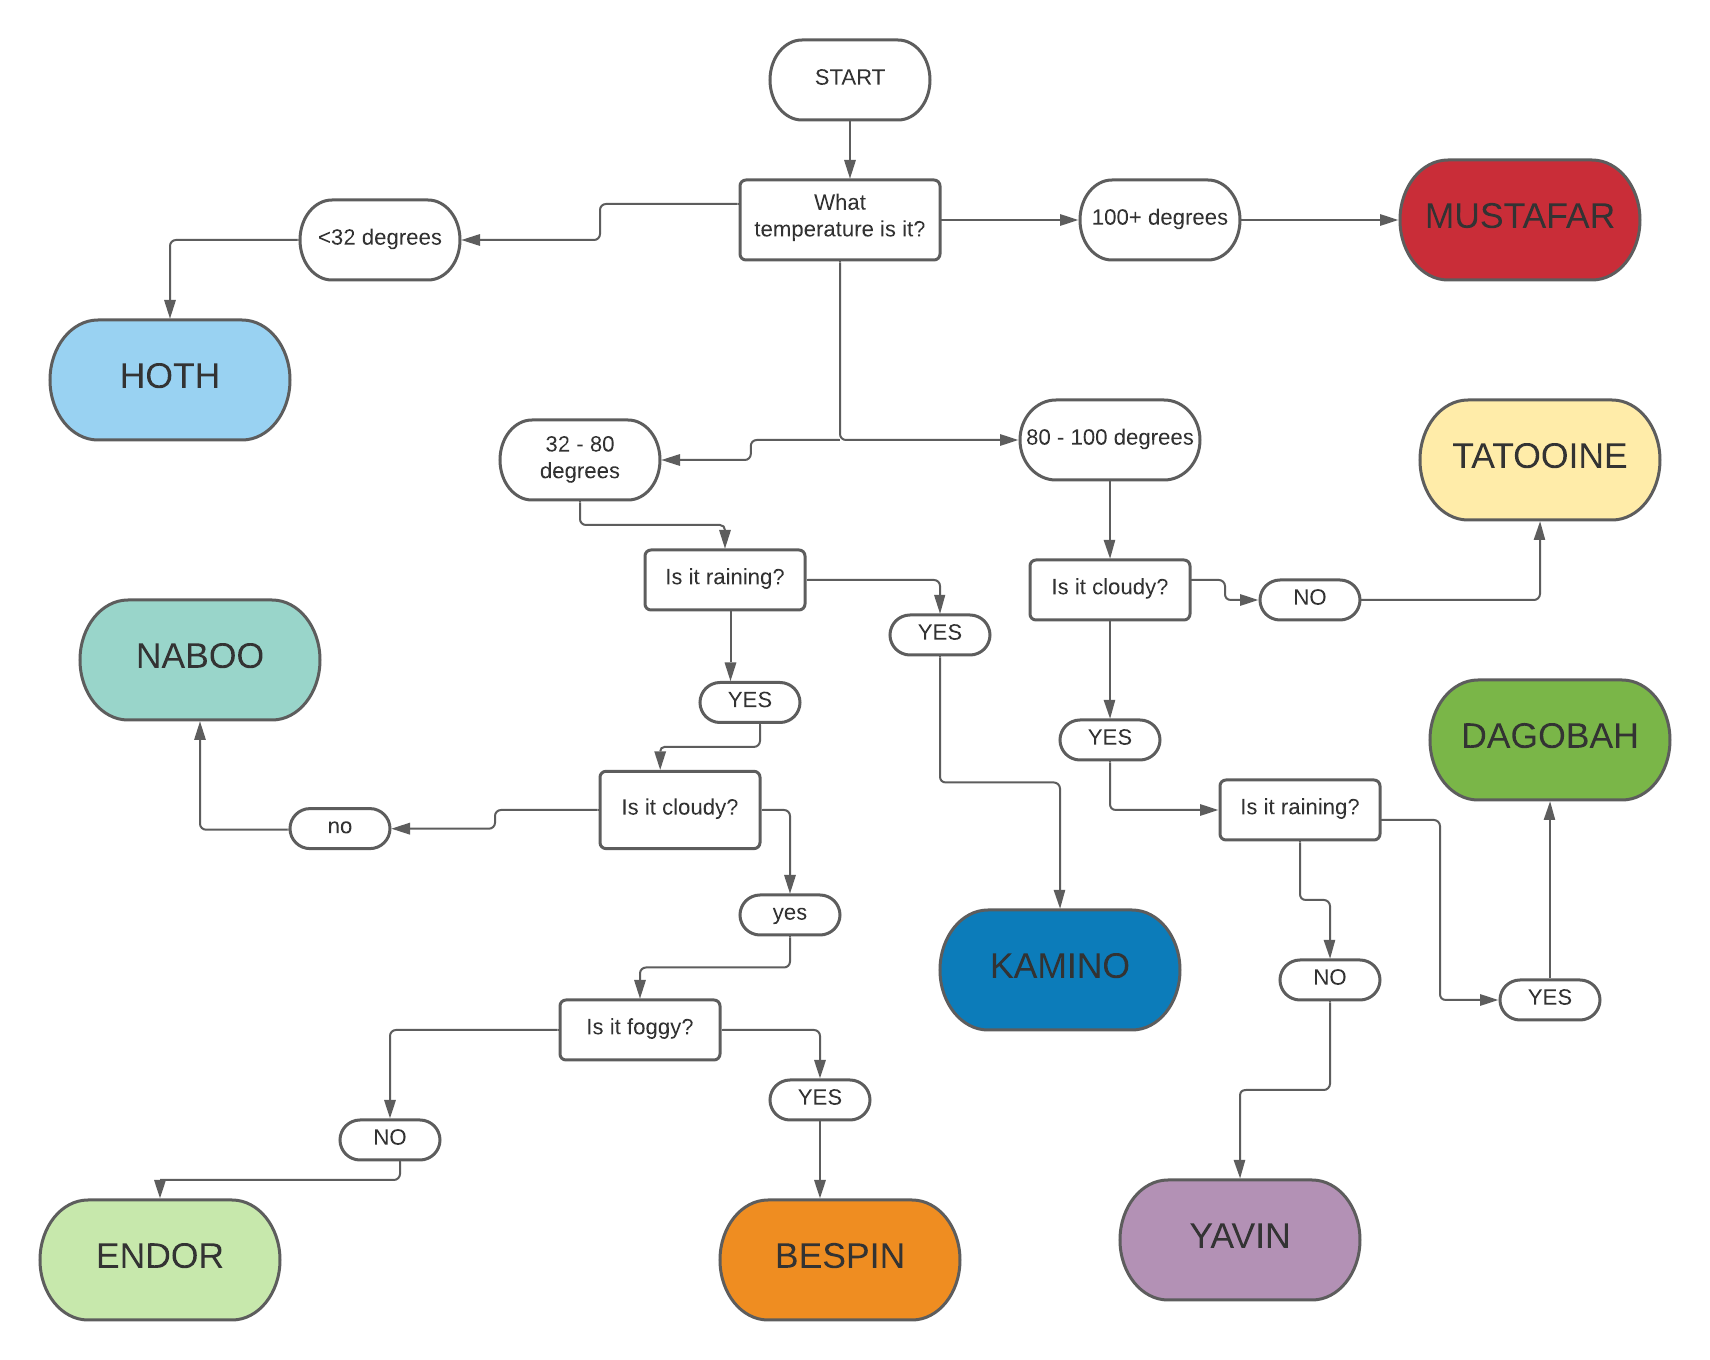 START
What
temperature is it?
<32 degrees
100+ degrees
MUSTAFAR
HOTH
32 - 80
degrees
80 - 100 degrees
TATOOINE
Is it raining?
Is it cloudy?
NO
YES
NABOO
YES
YES
DAGOBAH
Is it cloudy?
no
Is it raining?
yes
KAMINO
NO
YES
Is it foggy?
YES
NO
ENDOR
BESPIN
YAVIN